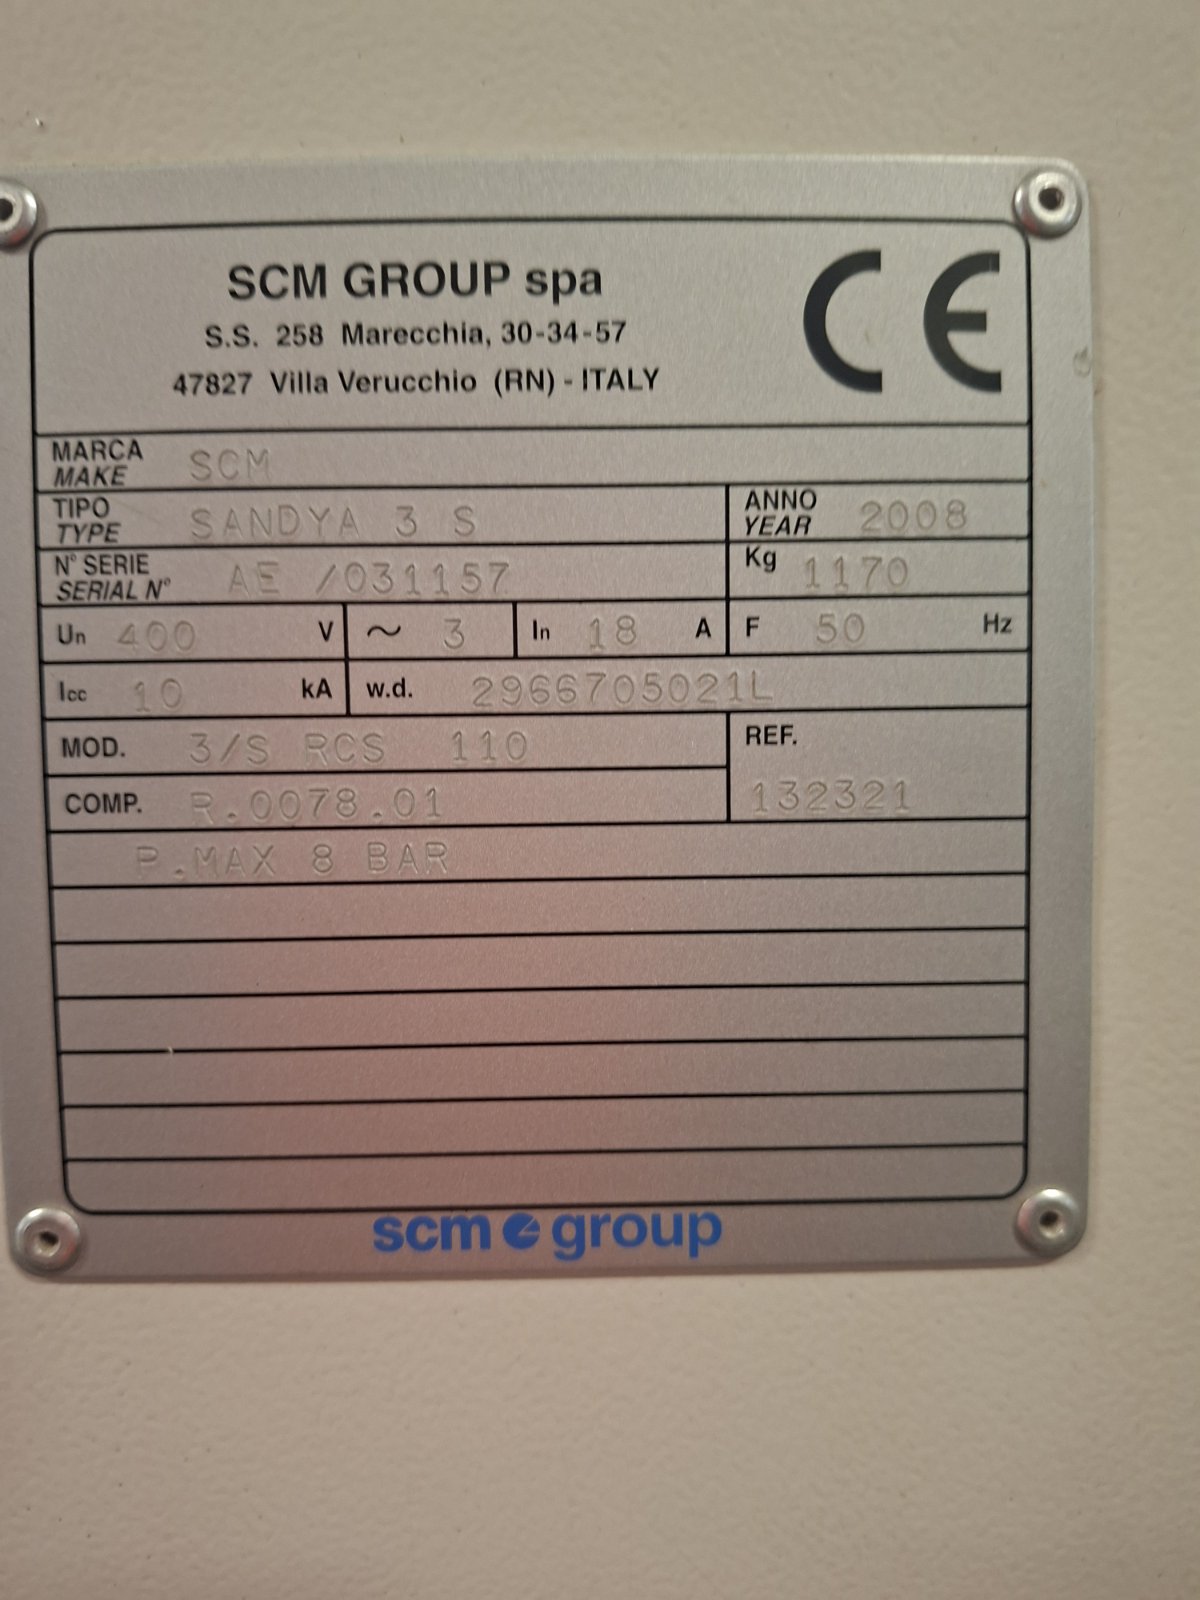 SCM GROUP spa
S.S. 258 Marecchia, 30-34-57
47827 Villa Verucchio (RN) - ITALY
CE
MARCA
MAKE SCM
TIPO
TYPE SANDYA 3 S
ANNO
YEAR 2008
N° SERIE
SERIAL N° AE /031157
Kg 1170
Un 400 V ~ 3 In 18 A F 50 Hz
Icc 10 kA w.d. 2966705021L
MOD. 3/S RCS 110
REF.
COMP. R.0078.01 132321
P.MAX 8 BAR
scm group